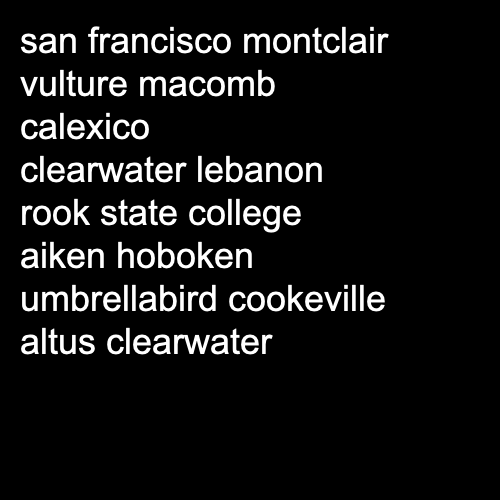 san francisco montclair
vulture macomb
calexico
clearwater lebanon
rook state college
aiken hoboken
umbrellabird cookeville
altus clearwater